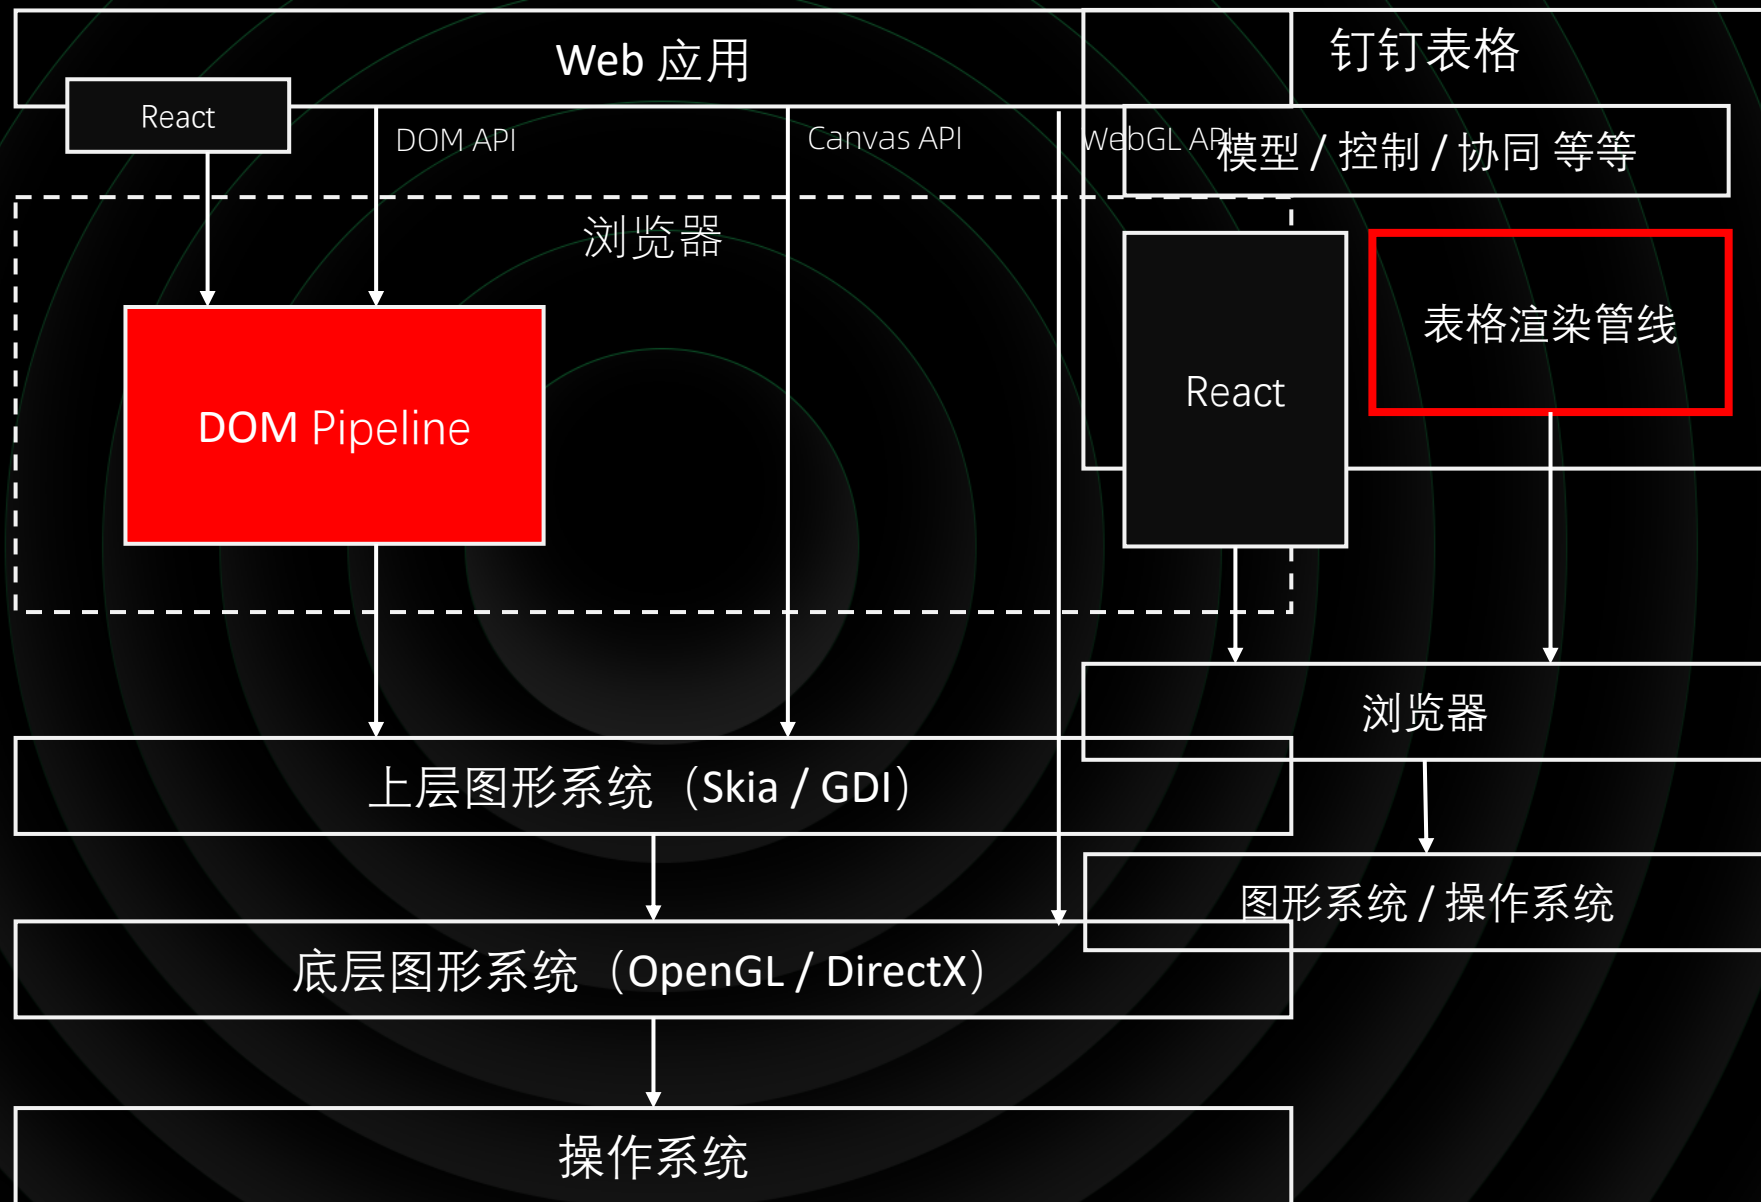 Web 应用
React
DOM API
Canvas API
WebGL API
浏览器
DOM Pipeline
上层图形系统（Skia / GDI）
底层图形系统（OpenGL / DirectX）
操作系统
钉钉表格
模型 / 控制 / 协同 等等
React
表格渲染管线
浏览器
图形系统 / 操作系统